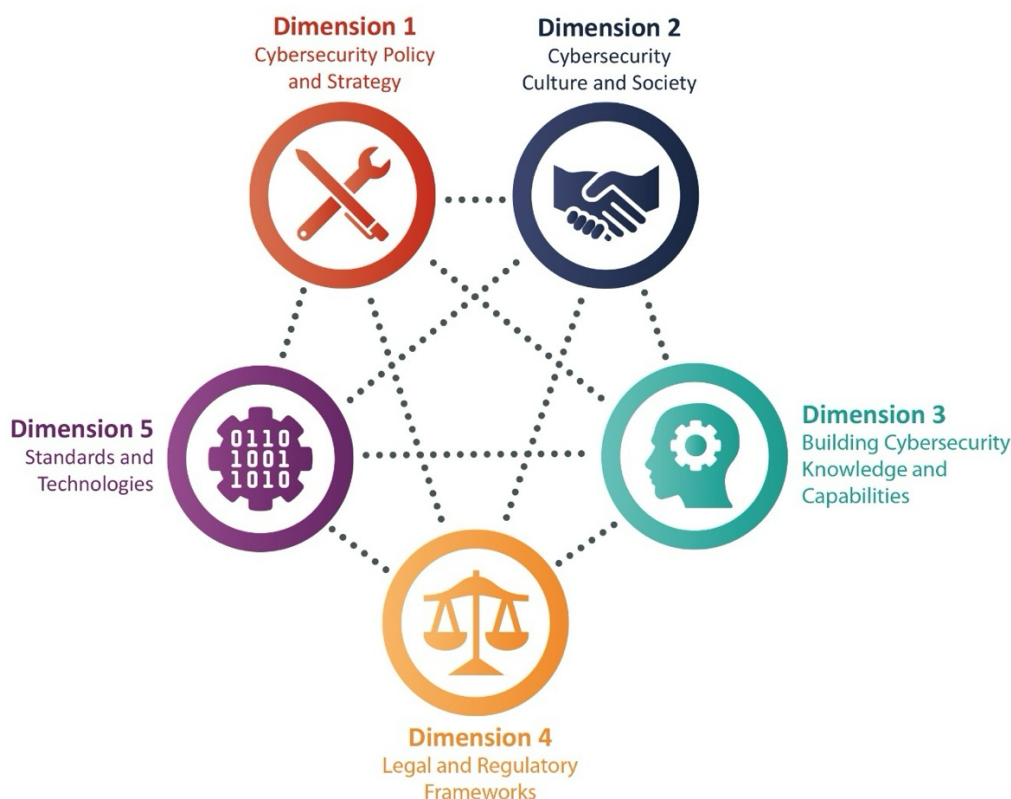 Dimension 1
Cybersecurity Policy
and Strategy
Dimension 2
Cybersecurity
Culture and Society
Dimension 3
Building Cybersecurity
Knowledge and
Capabilities
Dimension 4
Legal and Regulatory
Frameworks
Dimension 5
Standards and
Technologies
0110
1001
1010